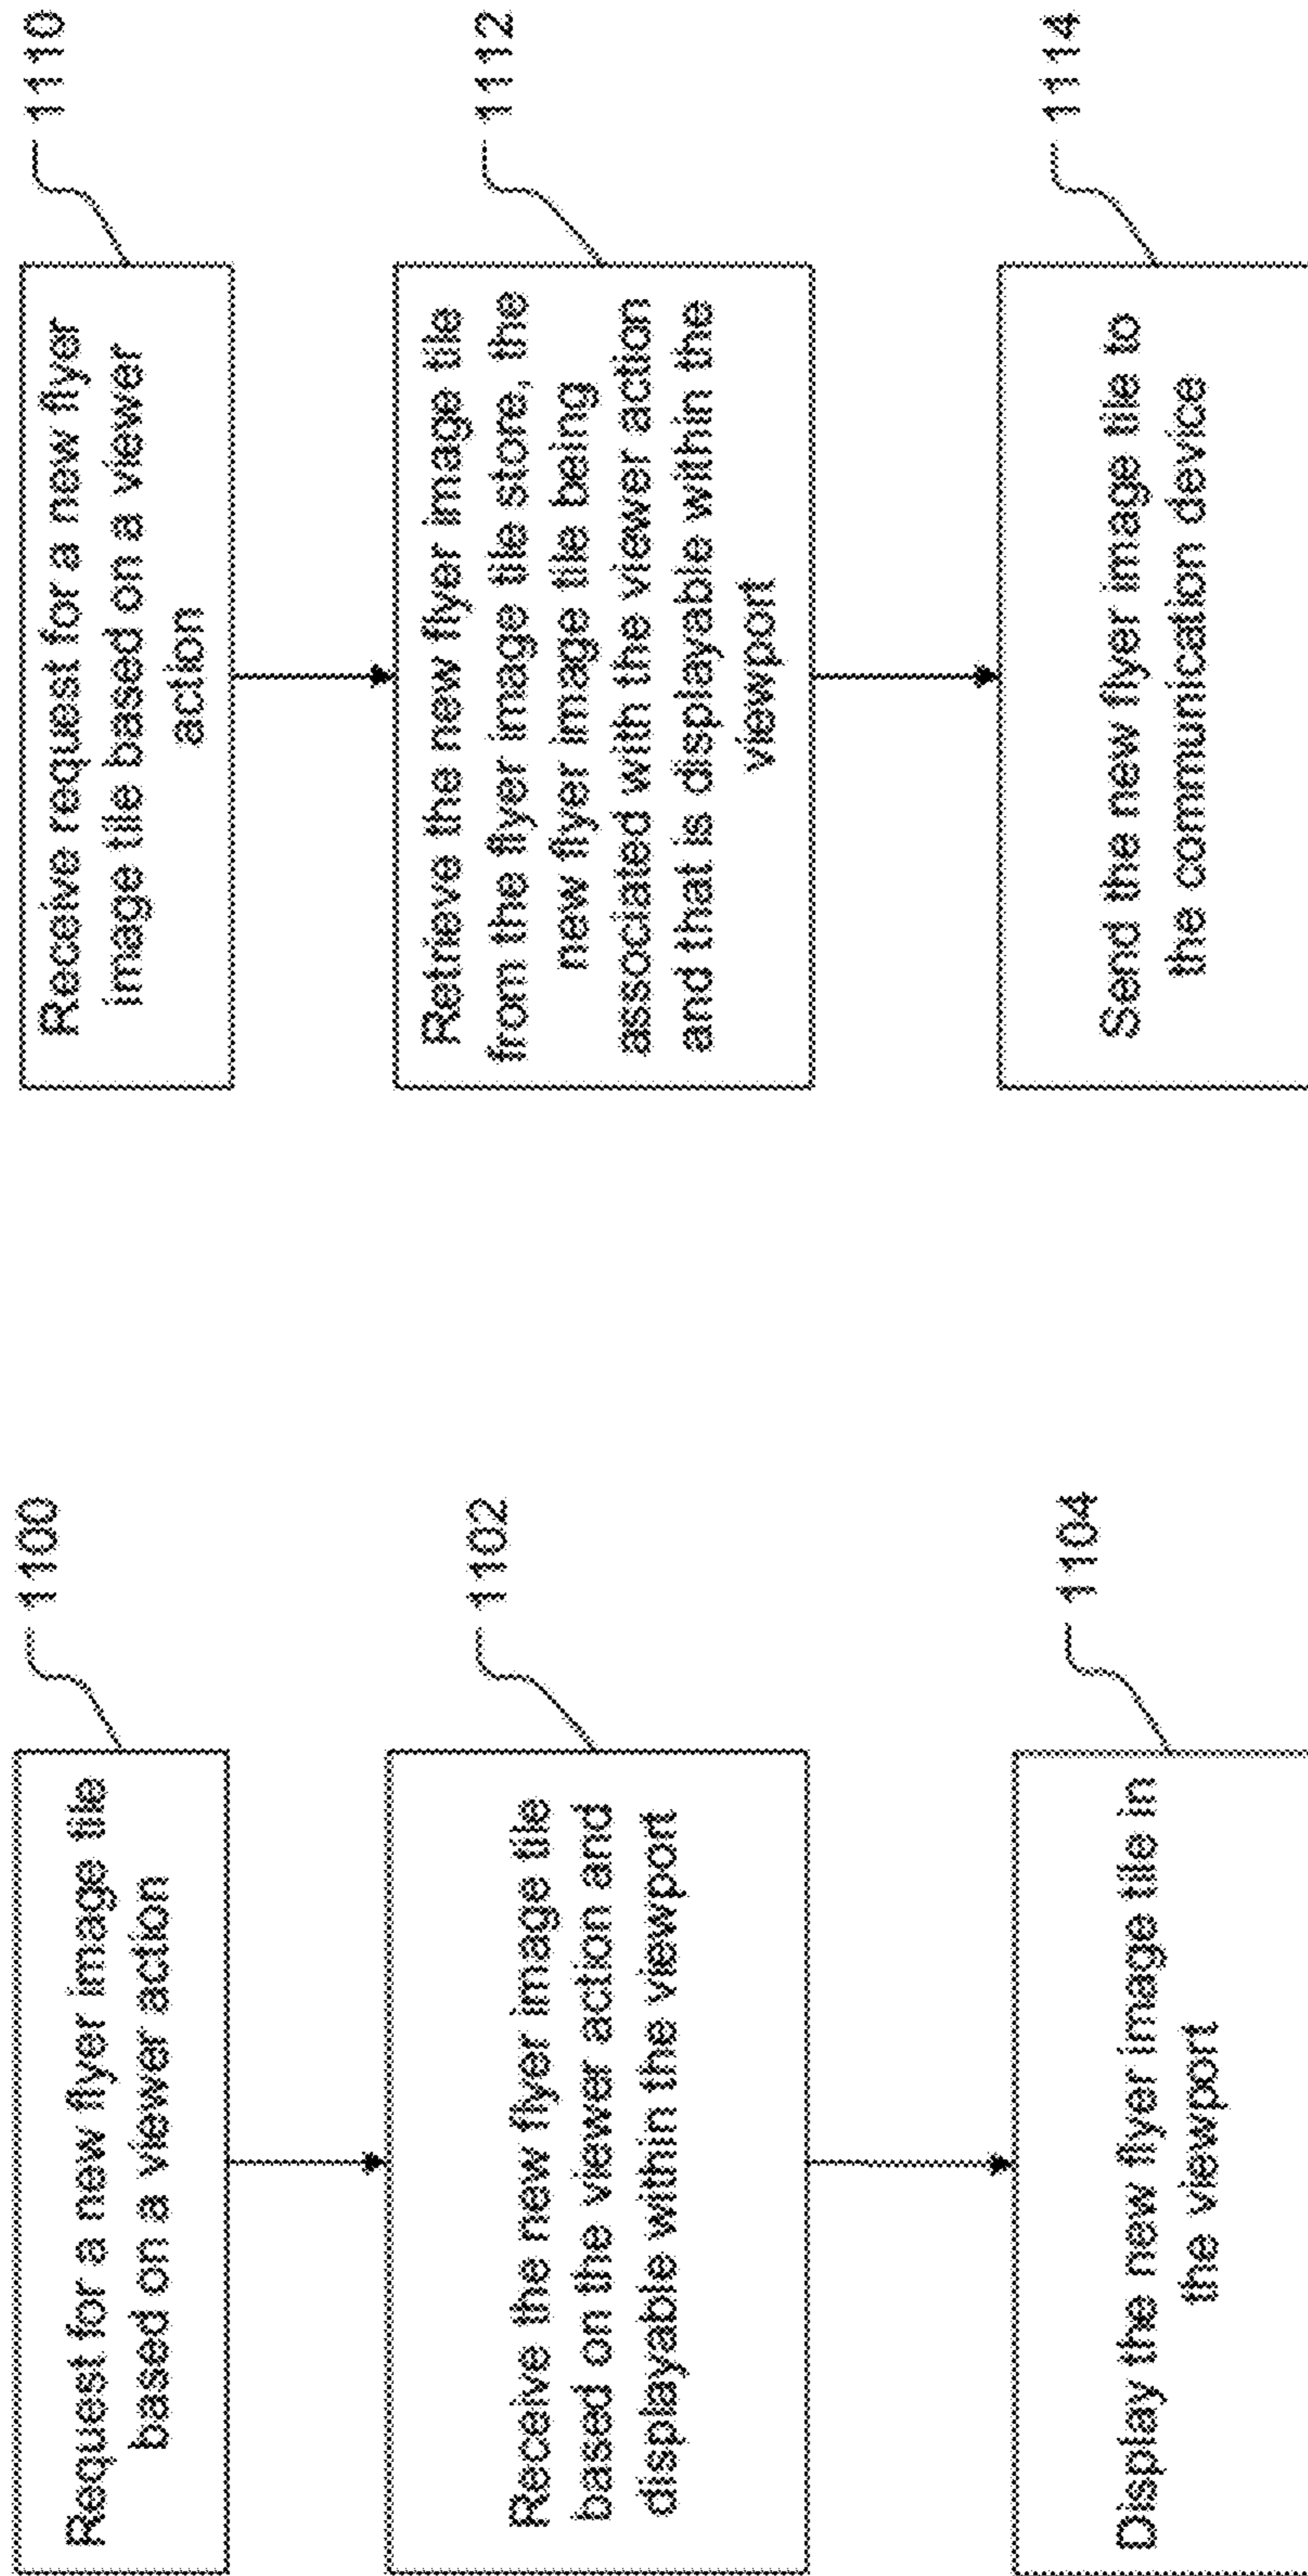 Request for a new flyer image tile
based on a viewer action
1100
Receive the new flyer image tile
based on the viewer action and
displayable within the viewport
1102
Display the new flyer image tile in
the viewport
1104
Receive request for a new flyer
image tile based on a viewer
action
1110
Retrieve the new flyer image tile
from the flyer image tile store, the
new flyer image tile being
associated with the viewer action
and that is displayable within the
viewport
1112
Send the new flyer image tile to
the communication device
1114